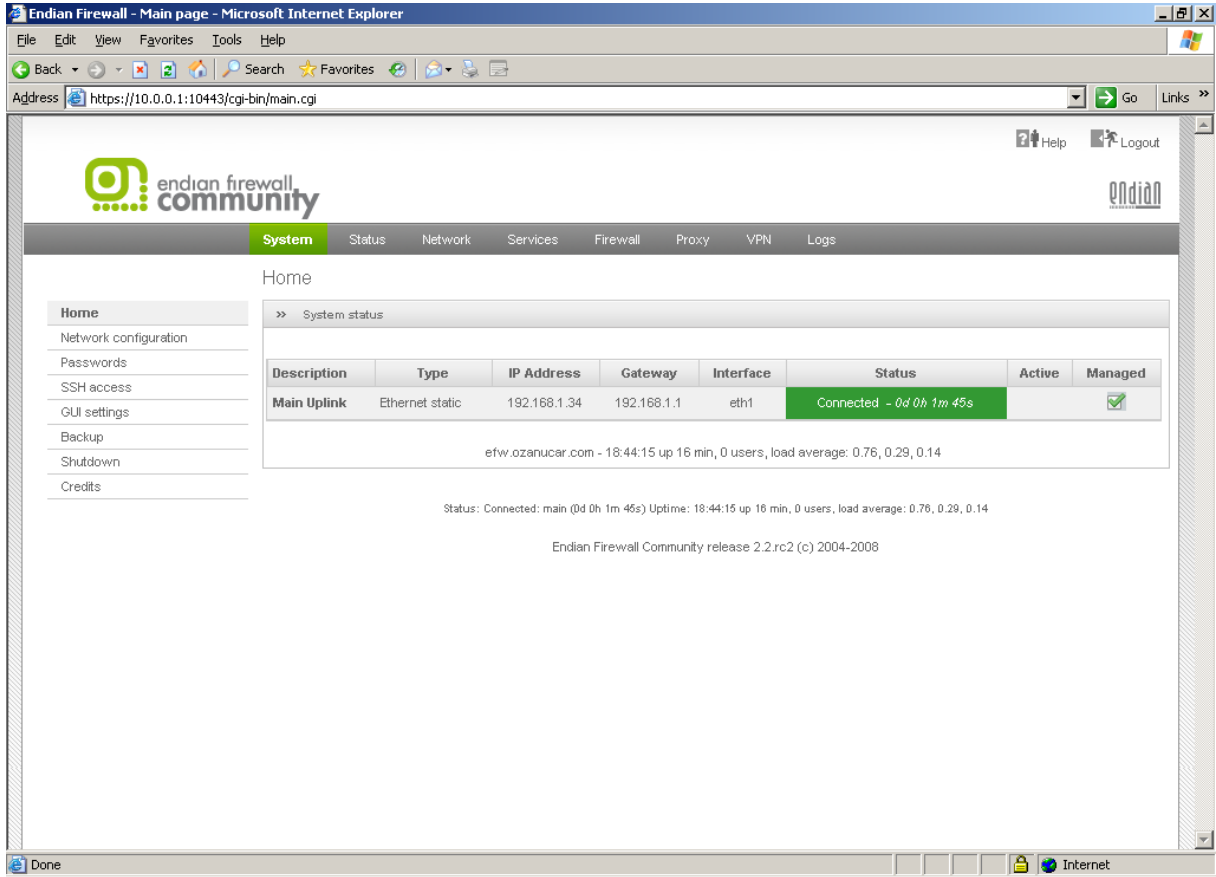 Endian Firewall - Main page - Microsoft Internet Explorer
File Edit View Favorites Tools Help
Back Search Favorites
Address https://10.0.0.1:10443/cgi-bin/main.cgi Go Links »
Help Logout
endian firewall
community
endian
System Status Network Services Firewall Proxy VPN Logs
Home
Home
Network configuration
Passwords
SSH access
GUI settings
Backup
Shutdown
Credits
» System status
Description Type IP Address Gateway Interface Status Active Managed
Main Uplink Ethernet static 192.168.1.34 192.168.1.1 eth1 Connected - 0d 0h 1m 45s
efw.ozanucar.com - 18:44:15 up 16 min, 0 users, load average: 0.76, 0.29, 0.14
Status: Connected: main (0d 0h 1m 45s) Uptime: 18:44:15 up 16 min, 0 users, load average: 0.76, 0.29, 0.14
Endian Firewall Community release 2.2.rc2 (c) 2004-2008
Done Internet